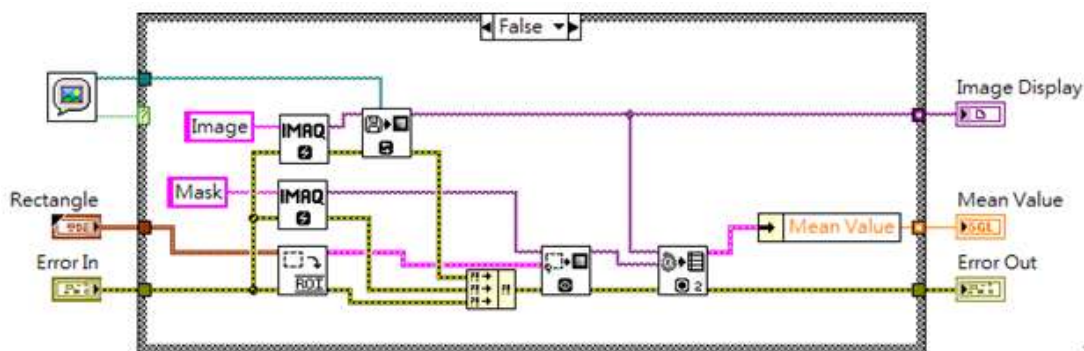 False
Image Display
Image
IMAQ
Mask
IMAQ
Rectangle
Mean Value
Mean Value
SGL
Error In
ROI
2
Error Out